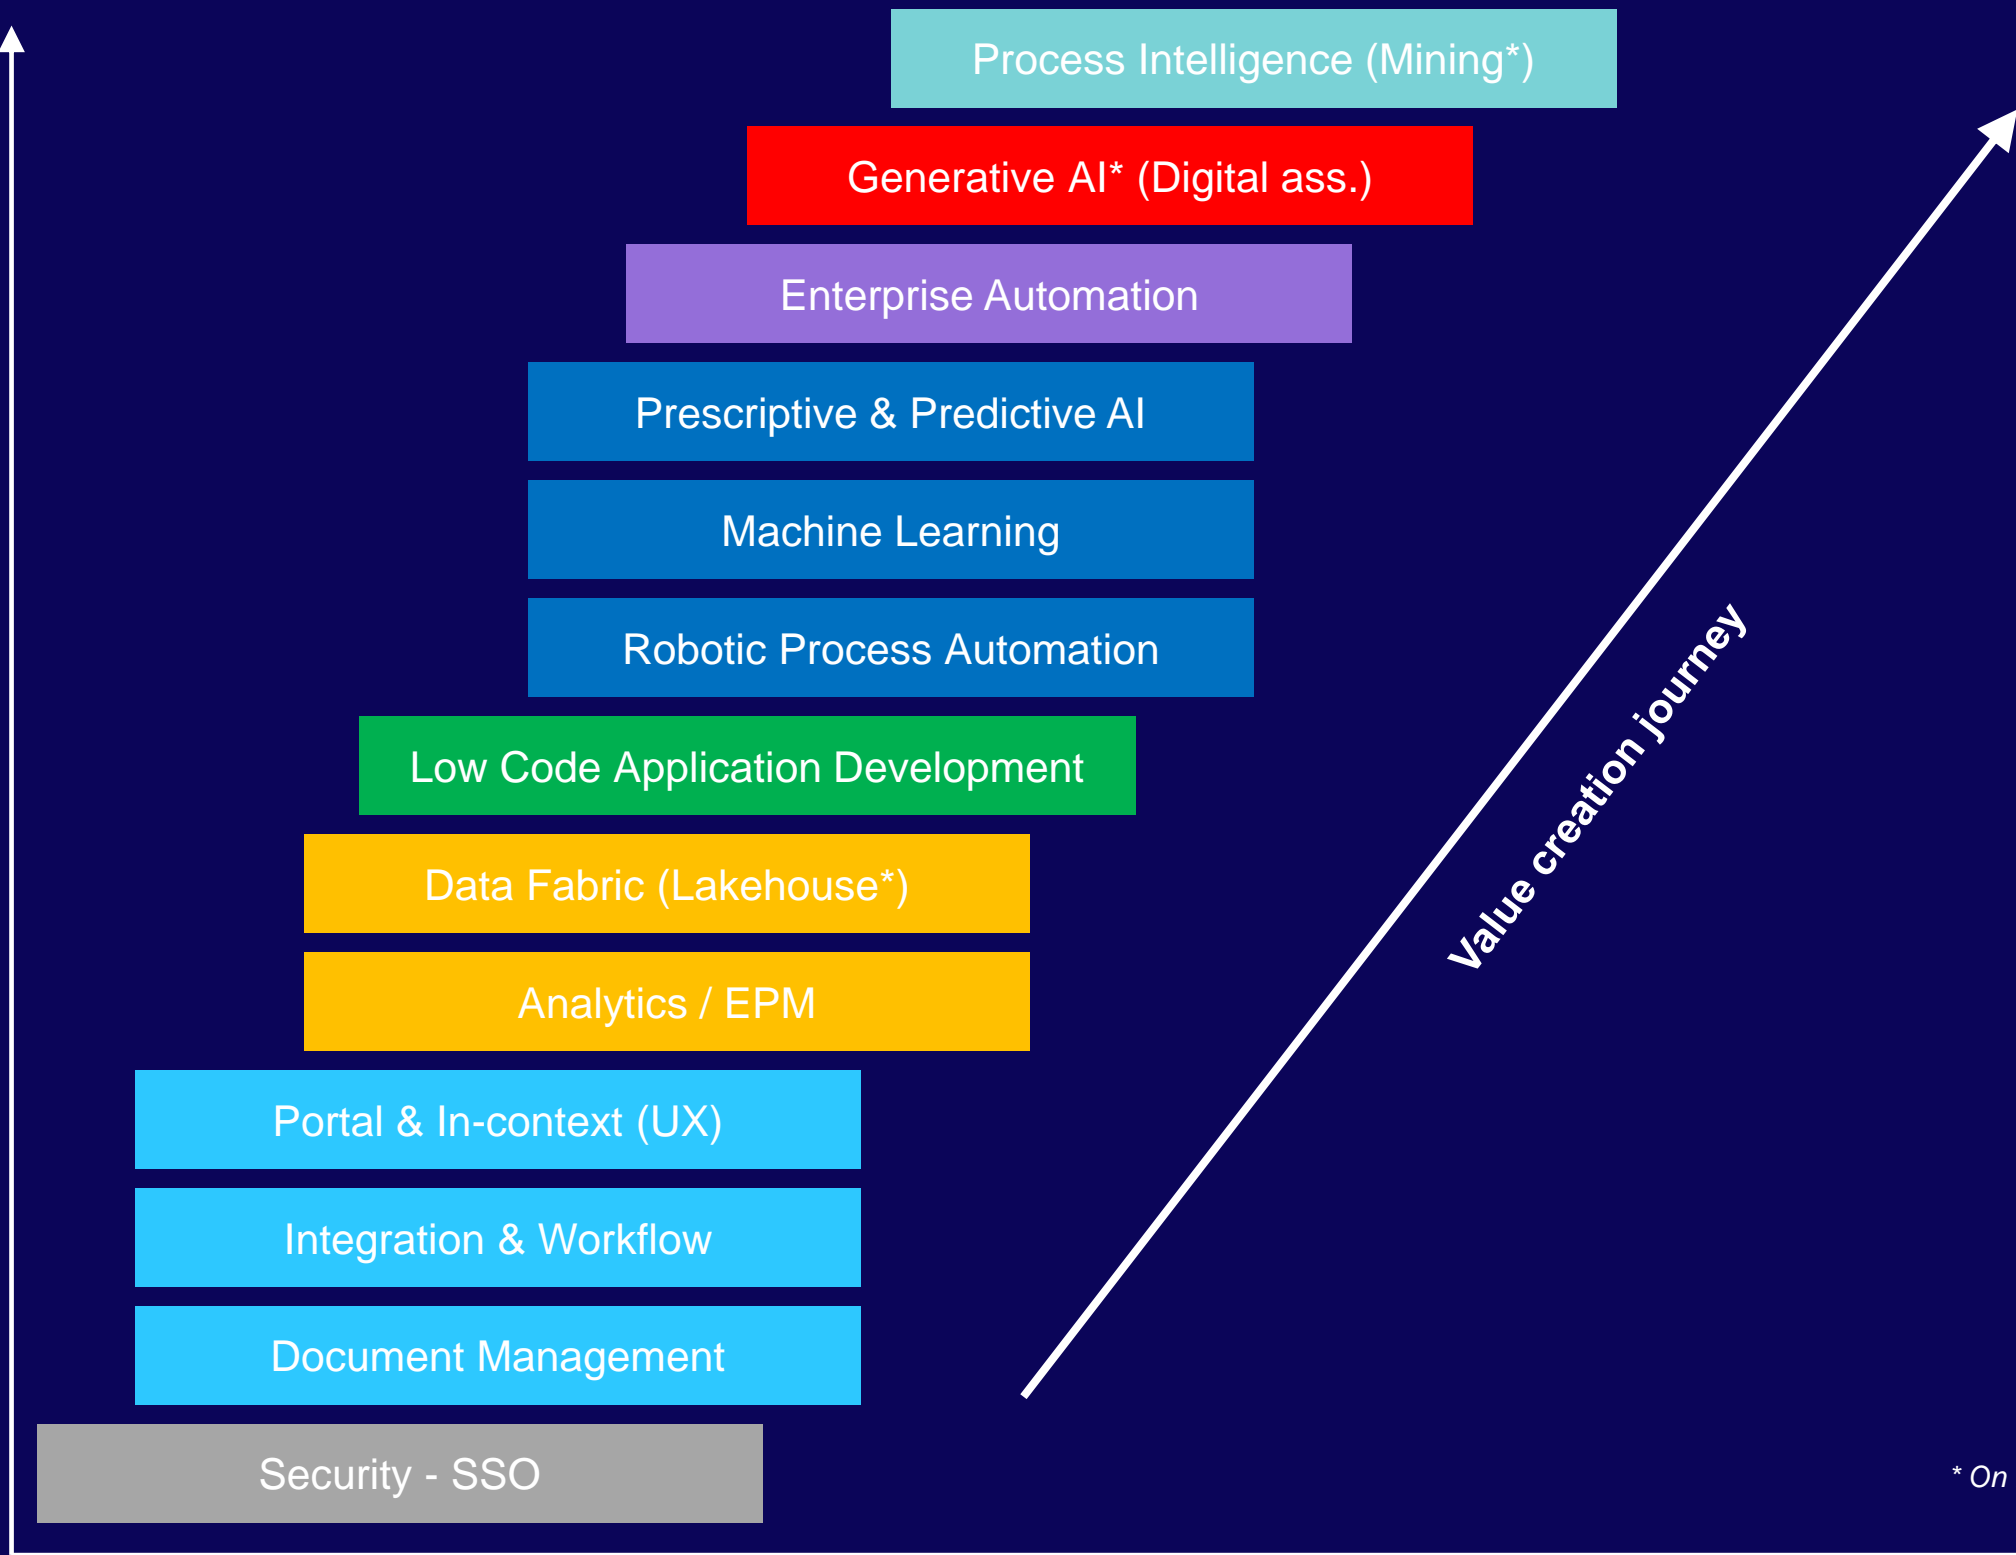 Process Intelligence (Mining*)
Generative AI* (Digital ass.)
Enterprise Automation
Prescriptive & Predictive AI
Machine Learning
Robotic Process Automation
Low Code Application Development
Data Fabric (Lakehouse*)
Analytics / EPM
Portal & In-context (UX)
Integration & Workflow
Document Management
Security - SSO
Value creation journey
* On